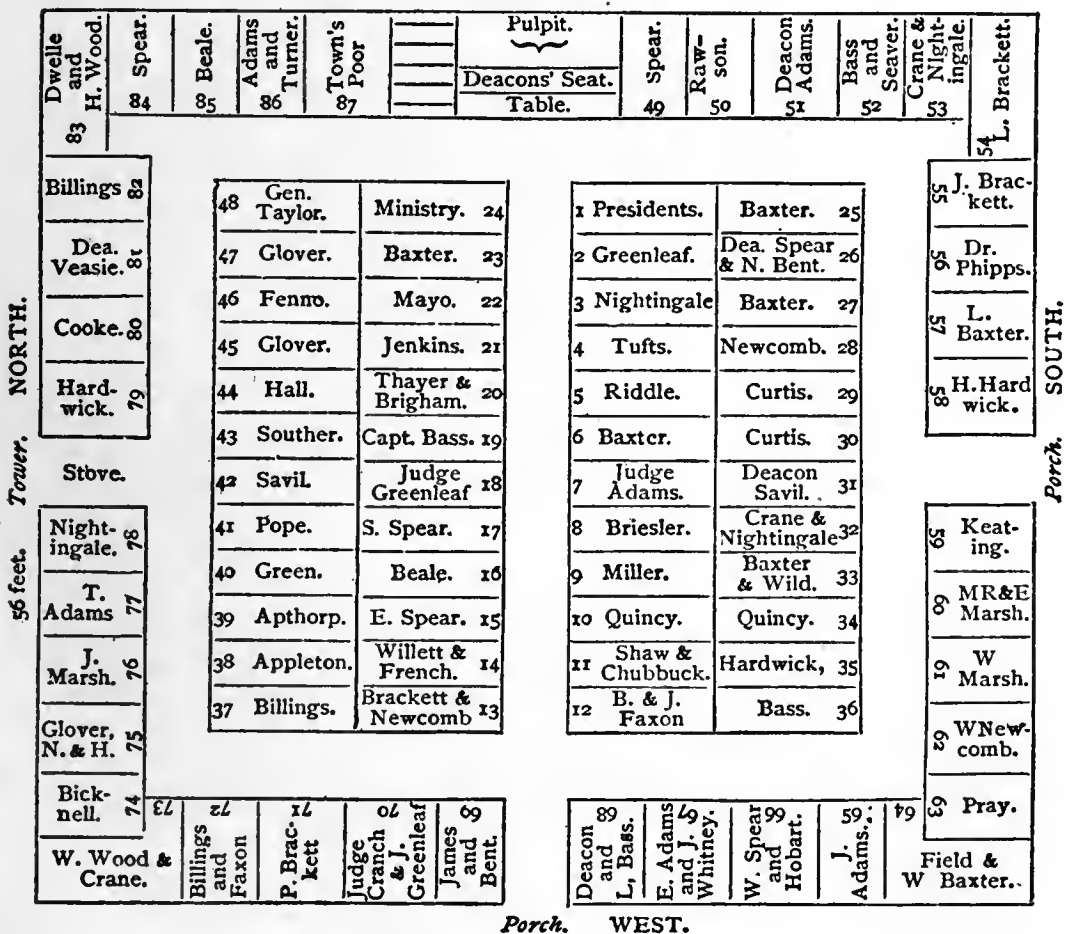 Dwelle
and
H. Wood.
83
Spear.
84
Beale.
85
Adams
and
Turner.
86
Town's
Poor
87
Pulpit.
Deacons' Seat.
Table.
Spear.
49
Raw-
son.
50
Deacon
Adams.
51
Bass
and
Seaver.
52
Crane &
Night-
ingale.
53
L. Brackett.
54
Billings 82
Dea.
Veasie. 81
Cooke. 80
Hard-
wick. 79
Stove.
Night-
ingale. 78
T.
Adams 77
J.
Marsh. 76
Glover,
N. & H. 75
Bick-
nell. 74
NORTH.
Tower.
56 feet.
48 Gen.
Taylor.
Ministry. 24
47 Glover.
Baxter. 23
46 Fenno.
Mayo. 22
45 Glover.
Jenkins. 21
44 Hall.
Thayer &
Brigham. 20
43 Souther.
Capt. Bass. 19
42 Savil.
Judge
Greenleaf 18
41 Pope.
S. Spear. 17
40 Green.
Beale. 16
39 Apthorp.
E. Spear. 15
38 Appleton.
Willett &
French. 14
37 Billings.
Brackett &
Newcomb 13
1 Presidents.
Baxter. 25
2 Greenleaf.
Dea. Spear
& N. Bent. 26
3 Nightingale
Baxter. 27
4 Tufts.
Newcomb. 28
5 Riddle.
Curtis. 29
6 Baxter.
Curtis. 30
7 Judge
Adams.
Deacon
Savil. 31
8 Briesler.
Crane &
Nightingale 32
9 Miller.
Baxter
& Wild. 33
10 Quincy.
Quincy. 34
11 Shaw &
Chubbuck.
Hardwick, 35
12 B. & J.
Faxon
Bass. 36
55 J. Brac-
kett.
56 Dr.
Phipps.
57 L.
Baxter.
58 H. Hard
wick.
59 Keat-
ing.
60 MR&E
Marsh.
61 W
Marsh.
62 W New-
comb.
63 Pray.
SOUTH.
Porch.
73
W. Wood &
Crane.
72
Billings
and
Faxon
71
P. Brac-
kett
70
Judge
Cranch
& J.
Greenleaf
69
James
and
Bent.
68
Deacon
and
L, Bass.
67
E. Adams
and J.
Whitney.
66
W. Spear
and
Hobart.
65
J.
Adams.
64
Field &
W Baxter.
Porch. WEST.